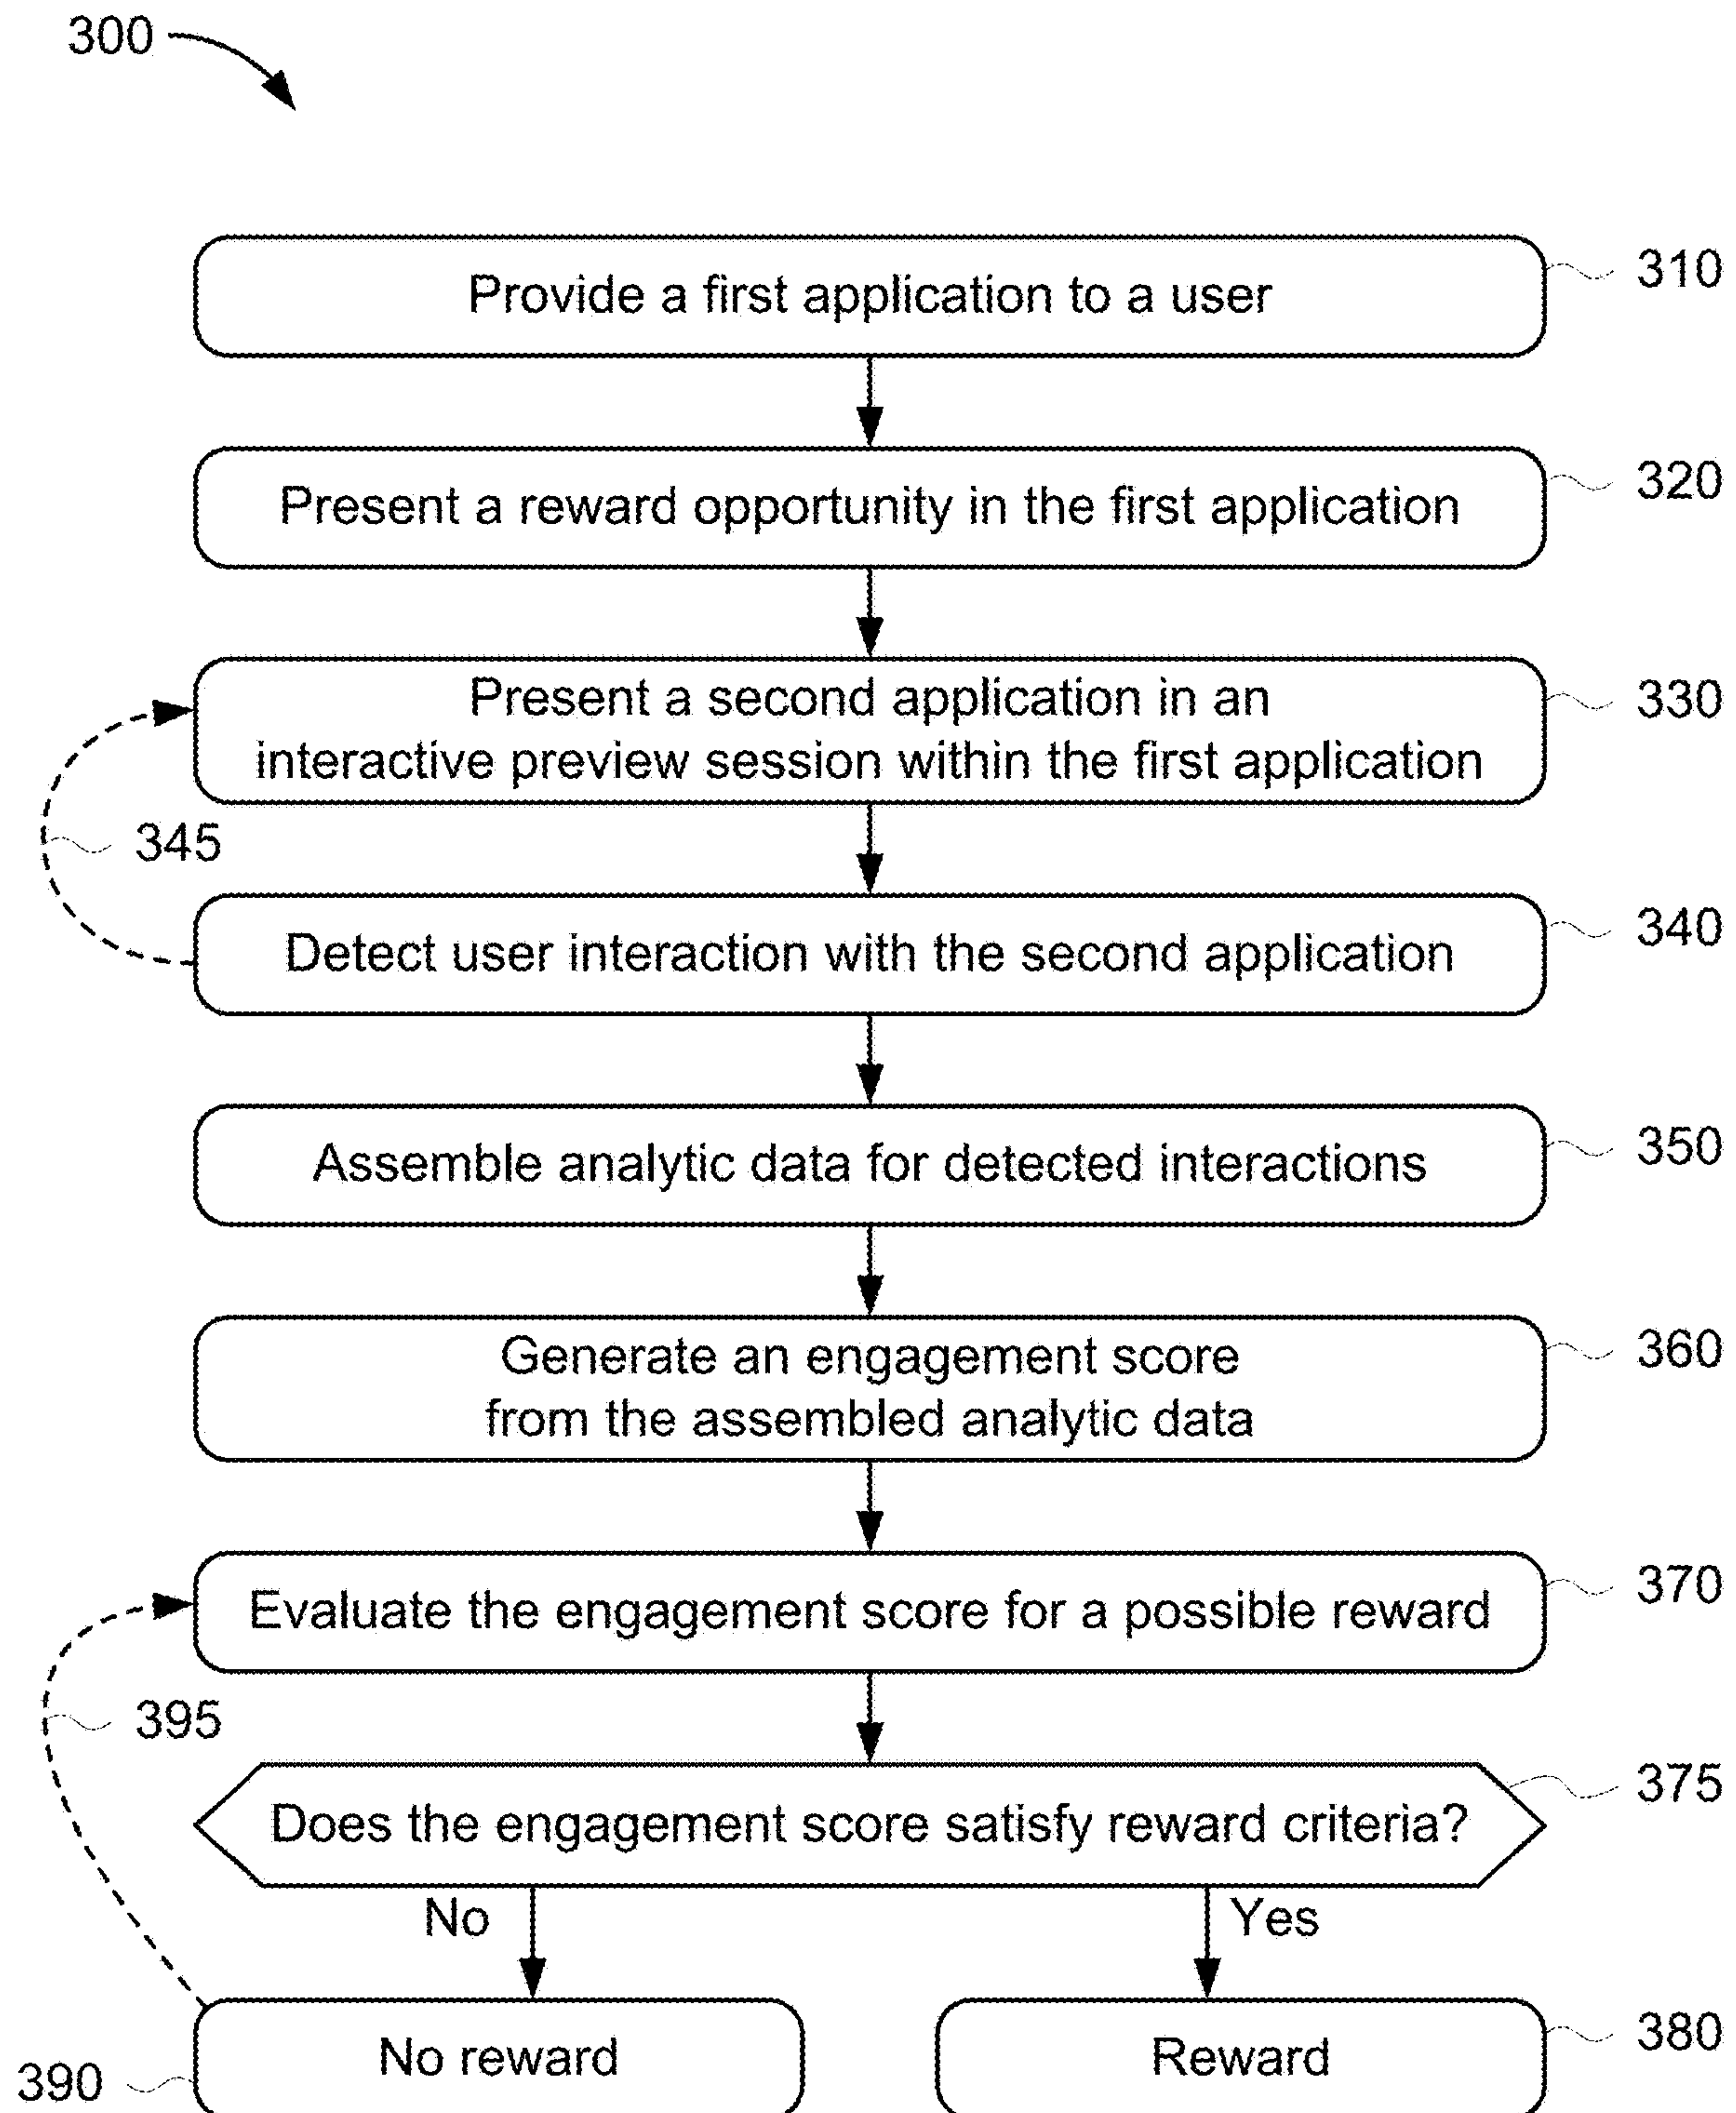 300
Provide a first application to a user
310
Present a reward opportunity in the first application
320
Present a second application in an
interactive preview session within the first application
330
345
Detect user interaction with the second application
340
Assemble analytic data for detected interactions
350
Generate an engagement score
from the assembled analytic data
360
Evaluate the engagement score for a possible reward
370
395
Does the engagement score satisfy reward criteria?
375
No
Yes
No reward
390
Reward
380